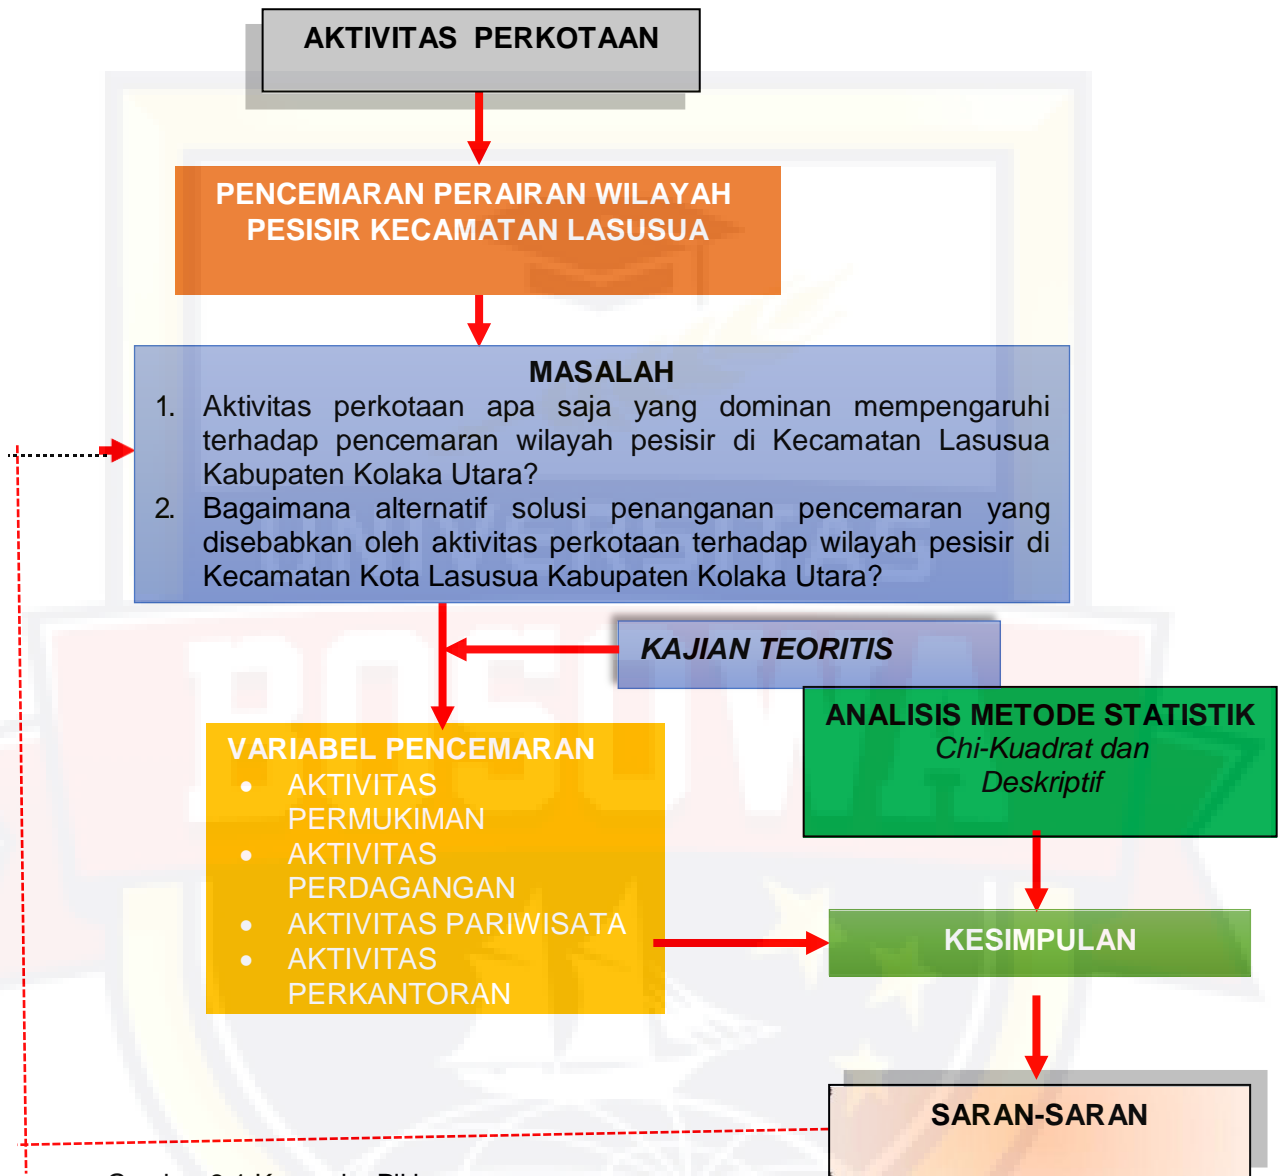 AKTIVITAS PERKOTAAN
PENCEMARAN PERAIRAN WILAYAH
PESISIR KECAMATAN LASUSUA
MASALAH
1. Aktivitas perkotaan apa saja yang dominan mempengaruhi
terhadap pencemaran wilayah pesisir di Kecamatan Lasusua
Kabupaten Kolaka Utara?
2. Bagaimana alternatif solusi penanganan pencemaran yang
disebabkan oleh aktivitas perkotaan terhadap wilayah pesisir di
Kecamatan Kota Lasusua Kabupaten Kolaka Utara?
UNIVERSITAS
BOSOWA
KAJIAN TEORITIS
VARIABEL PENCEMARAN
• AKTIVITAS
PERMUKIMAN
• AKTIVITAS
PERDAGANGAN
• AKTIVITAS PARIWISATA
• AKTIVITAS
PERKANTORAN
ANALISIS METODE STATISTIK
Chi-Kuadrat dan
Deskriptif
KESIMPULAN
SARAN-SARAN